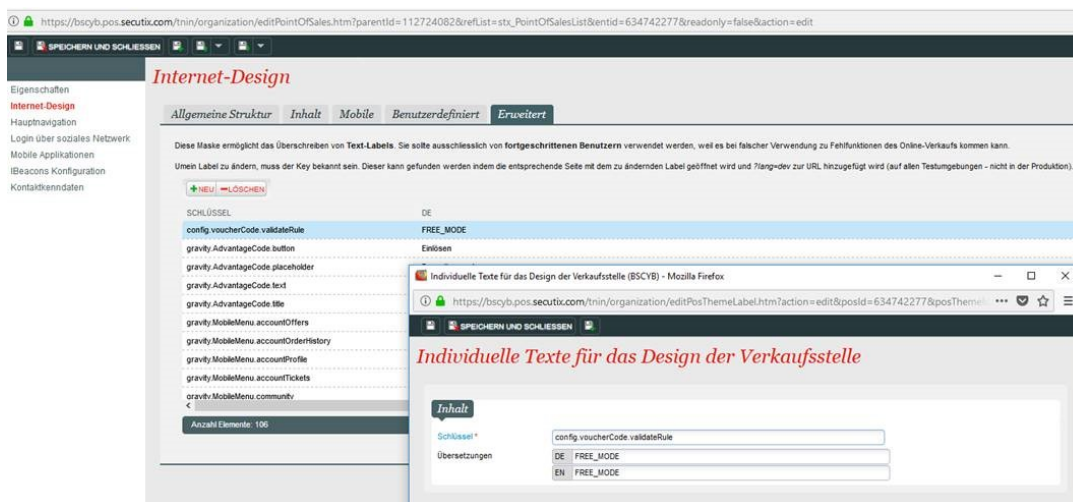 https://bscyb.pos.secutix.com/tnin/organization/editPointOfSales.htm?parentId=112724082&refList=stx_PointOfSalesList&entid=634742277&readonly=false&action=edit
SPEICHERN UND SCHLIESSEN
Internet-Design
Eigenschaften
Internet-Design
Hauptnavigation
Login über soziales Netzwerk
Mobile Applikationen
IBeacons Konfiguration
Kontaktkenndaten
Allgemeine Struktur Inhalt Mobile Benutzerdefiniert Erweitert
Diese Maske ermöglicht das Überschreiben von Text-Labels. Sie sollte ausschliesslich von fortgeschrittenen Benutzern verwendet werden, weil es bei falscher Verwendung zu Fehlfunktionen des Online-Verkaufs kommen kann.
Umein Label zu ändern, muss der Key bekannt sein. Dieser kann gefunden werden indem die entsprechende Seite mit dem zu ändernden Label geöffnet wird und ?lang=dev zur URL hinzugefügt wird (auf allen Testumgebungen - nicht in der Produktion).
NEU LÖSCHEN
SCHLÜSSEL DE
config.voucherCode.validateRule FREE_MODE
gravity.AdvantageCode.button Einlösen
gravity.AdvantageCode.placeholder
gravity.AdvantageCode.text
gravity.AdvantageCode.title
gravity.MobileMenu.accountOffers
gravity.MobileMenu.accountOrderHistory
gravity.MobileMenu.accountProfile
gravity.MobileMenu.accountTickets
gravity.MobileMenu.community
Anzahl Elemente: 106
Individuelle Texte für das Design der Verkaufsstelle (BSCYB) - Mozilla Firefox
https://bscyb.pos.secutix.com/tnin/organization/editPosThemeLabel.htm?action=edit&posId=634742277&posThemel
SPEICHERN UND SCHLIESSEN
Individuelle Texte für das Design der Verkaufsstelle
Inhalt
Schlüssel * config.voucherCode.validateRule
Übersetzungen DE FREE_MODE
EN FREE_MODE